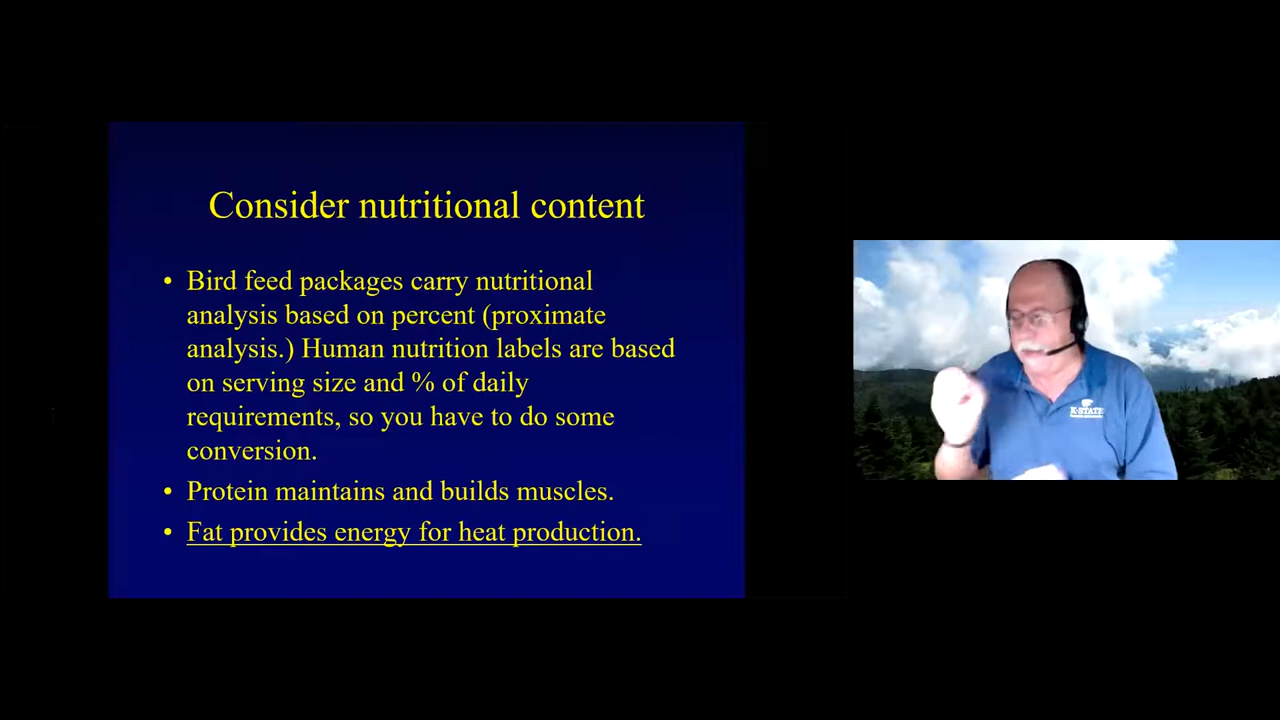 Consider nutritional content
• Bird feed packages carry nutritional
analysis based on percent (proximate
analysis.) Human nutrition labels are based
on serving size and % of daily
requirements, so you have to do some
conversion.
• Protein maintains and builds muscles.
• Fat provides energy for heat production.
K-STATE